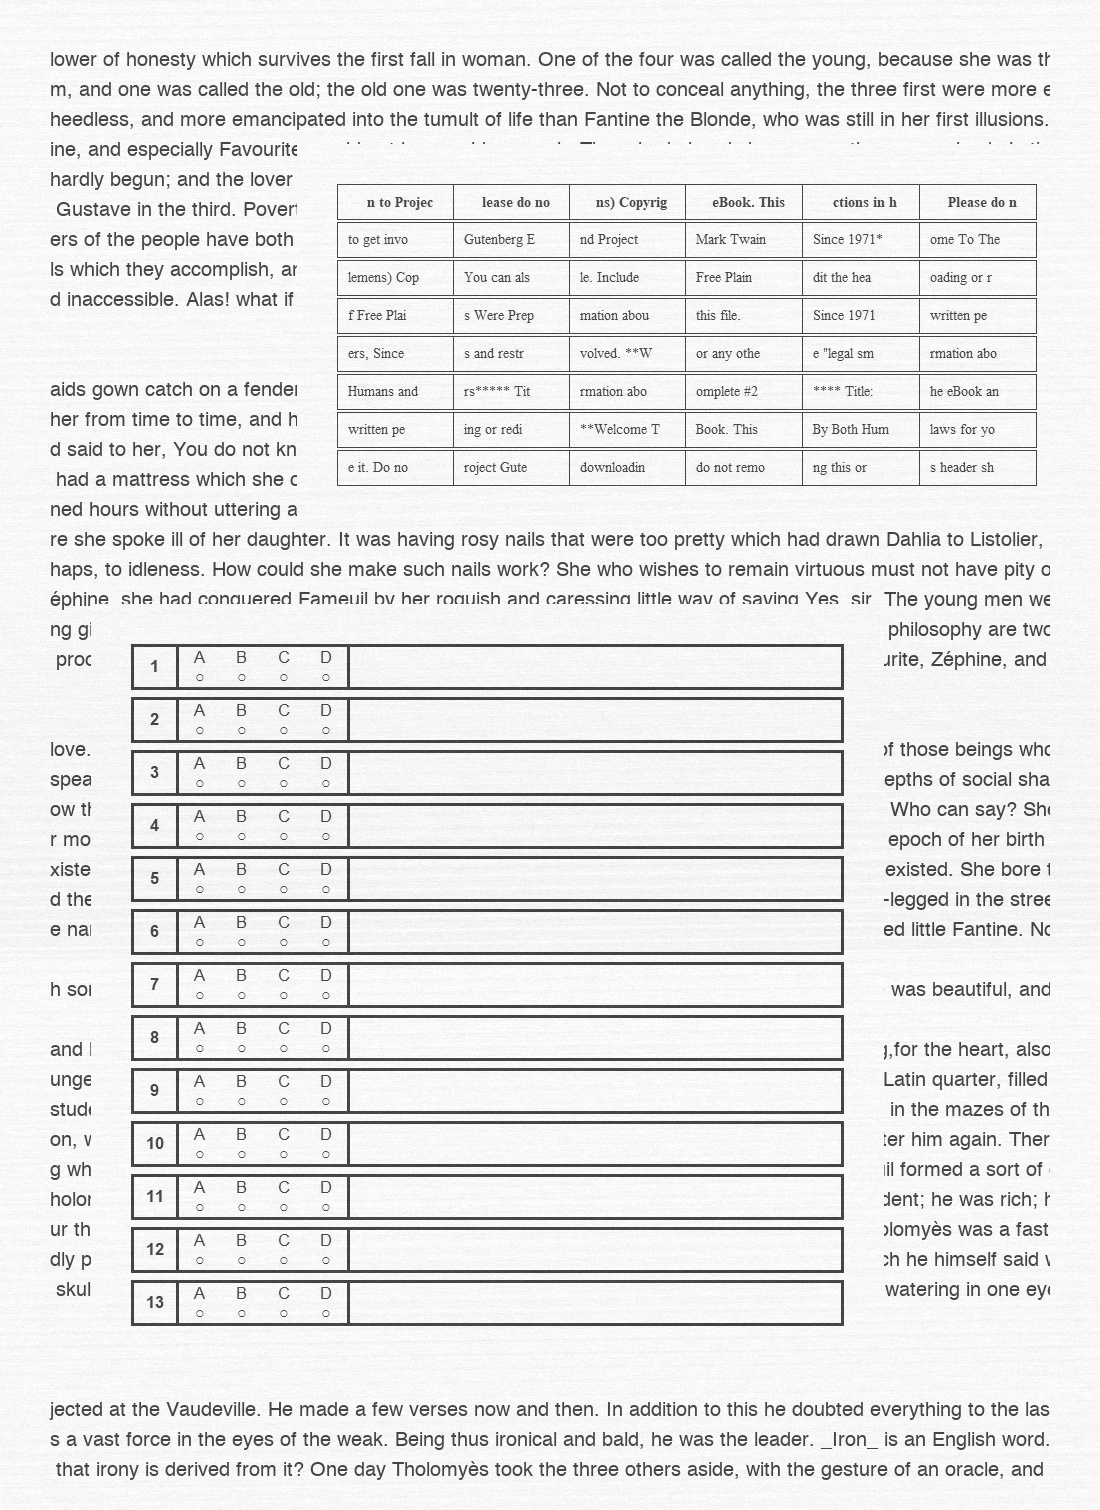 lower of honesty which survives the first fall in woman. One of the four was called the young, because she was th
m, and one was called the old; the old one was twenty-three. Not to conceal anything, the three first were more e
heedless, and more emancipated into the tumult of life than Fantine the Blonde, who was still in her first illusions.
ine, and especially Favourite
hardly begun; and the lover
Gustave in the third. Povert
ers of the people have both
ls which they accomplish, ar
d inaccessible. Alas! what if
n to Projec lease do no ns) Copyrig eBook. This ctions in h Please do n
to get invo Gutenberg E nd Project Mark Twain Since 1971* ome To The
lemens) Cop You can als le. Include Free Plain dit the hea oading or r
f Free Plai s Were Prep mation abou this file. Since 1971 written pe
ers, Since s and restr volved. **W or any othe e "legal sm rmation abo
Humans and rs***** Tit rmation abo omplete #2 **** Title: he eBook an
written pe ing or redi **Welcome T Book. This By Both Hum laws for yo
e it. Do no roject Gute downloadin do not remo ng this or s header sh
aids gown catch on a fender
her from time to time, and h
d said to her, You do not kn
had a mattress which she c
ned hours without uttering a
re she spoke ill of her daughter. It was having rosy nails that were too pretty which had drawn Dahlia to Listolier,
haps, to idleness. How could she make such nails work? She who wishes to remain virtuous must not have pity o
éphine, she had conquered Fameuil by her roguish and caressing little way of saying Yes, sir. The young men we
ng gi philosophy are two
proc urite, Zéphine, and
1 A B C D
2 A B C D
love. of those beings who
3 A B C D
spea epths of social sha
ow th Who can say? She
4 A B C D
r mo epoch of her birth
xiste existed. She bore t
5 A B C D
d the -legged in the stree
e nar ed little Fantine. No
6 A B C D
7 A B C D
h sor was beautiful, and
8 A B C D
and g,for the heart, also
unge Latin quarter, filled
9 A B C D
stude in the mazes of th
on, w ter him again. Ther
10 A B C D
g wh uil formed a sort of
11 A B C D
holor dent; he was rich; h
ur th olomyès was a fast
12 A B C D
dly p ch he himself said w
skul watering in one eye
13 A B C D
jected at the Vaudeville. He made a few verses now and then. In addition to this he doubted everything to the las
s a vast force in the eyes of the weak. Being thus ironical and bald, he was the leader. _Iron_ is an English word.
that irony is derived from it? One day Tholomyès took the three others aside, with the gesture of an oracle, and